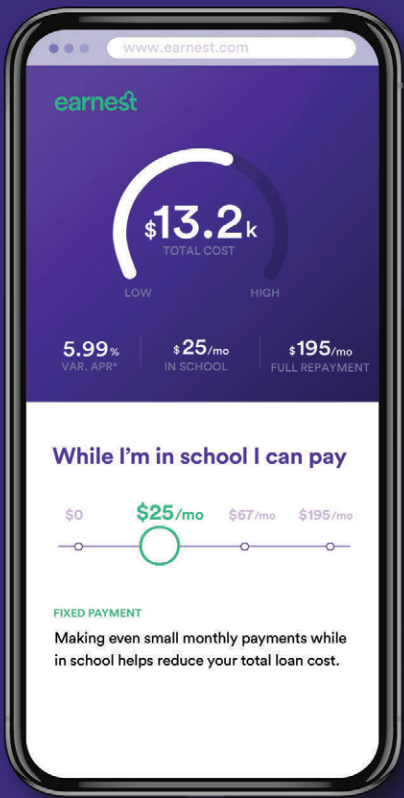 www.earnest.com
earnest
$13.2k
TOTAL COST
LOW HIGH
5.99% $25/mo $195/mo
VAR. APR* IN SCHOOL FULL REPAYMENT
While I'm in school I can pay
$0 $25/mo $67/mo $195/mo
FIXED PAYMENT
Making even small monthly payments while
in school helps reduce your total loan cost.